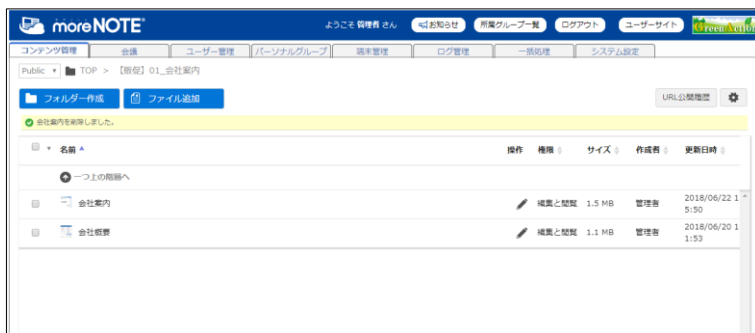 moreNOTE ようこそ 管理者 さん お知らせ 所属グループ一覧 ログアウト ユーザーサイト Green Action
コンテンツ管理 会議 ユーザー管理 パーソナルグループ 端末管理 ログ管理 一括処理 システム設定
Public TOP > 【販促】01_会社案内
フォルダー作成 ファイル追加 URL公開履歴
会社案内を削除しました。
名前 操作 権限 サイズ 作成者 更新日時
一つ上の階層へ
会社案内 編集と閲覧 1.5 MB 管理者 2018/06/22 1
5:50
会社概要 編集と閲覧 1.1 MB 管理者 2018/06/20 1
1:53